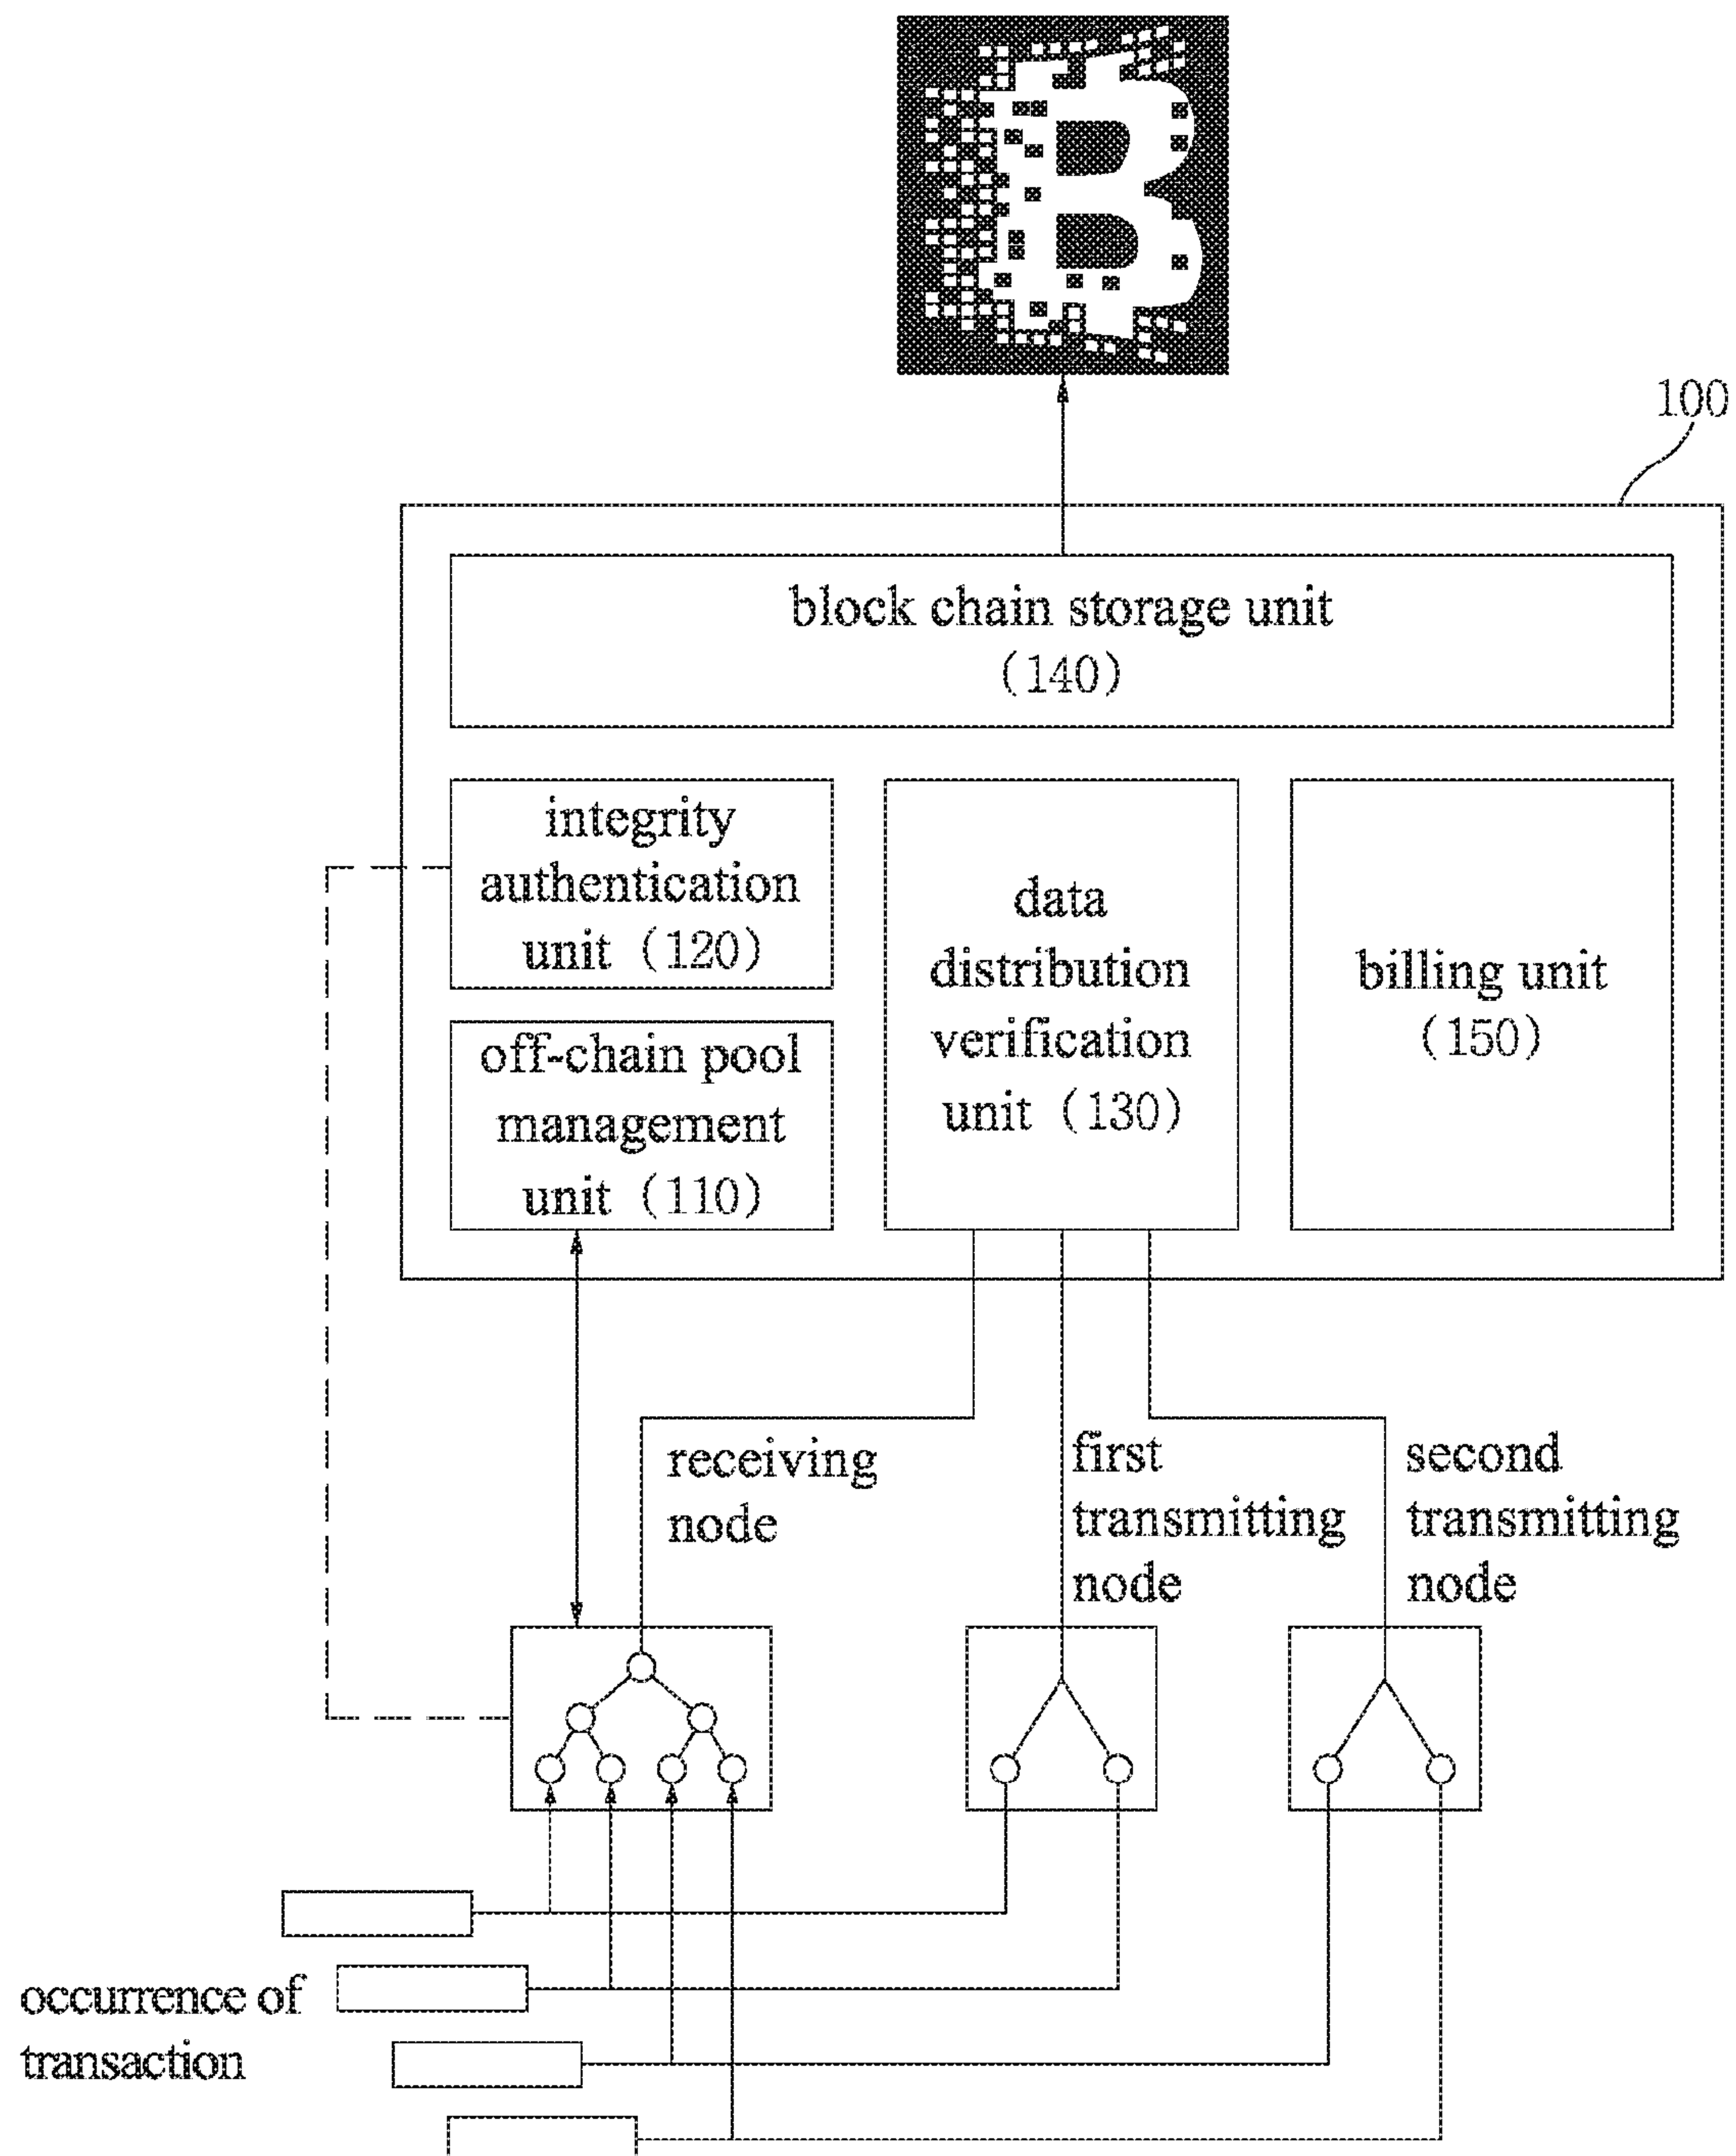 100
block chain storage unit
(140)
integrity
authentication
unit (120)
off-chain pool
management
unit (110)
data
distribution
verification
unit (130)
billing unit
(150)
receiving
node
first
transmitting
node
second
transmitting
node
occurrence of
transaction